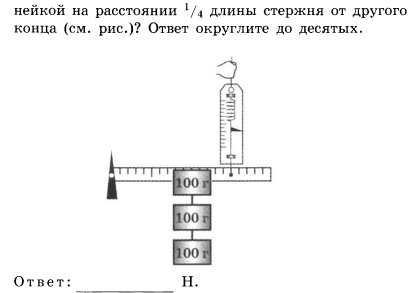 нейкой на расстоянии 1/4 длины стержня от другого
конца (см. рис.)? Ответ округлите до десятых.
100 г
100 г
100 г
Ответ: ____________ Н.